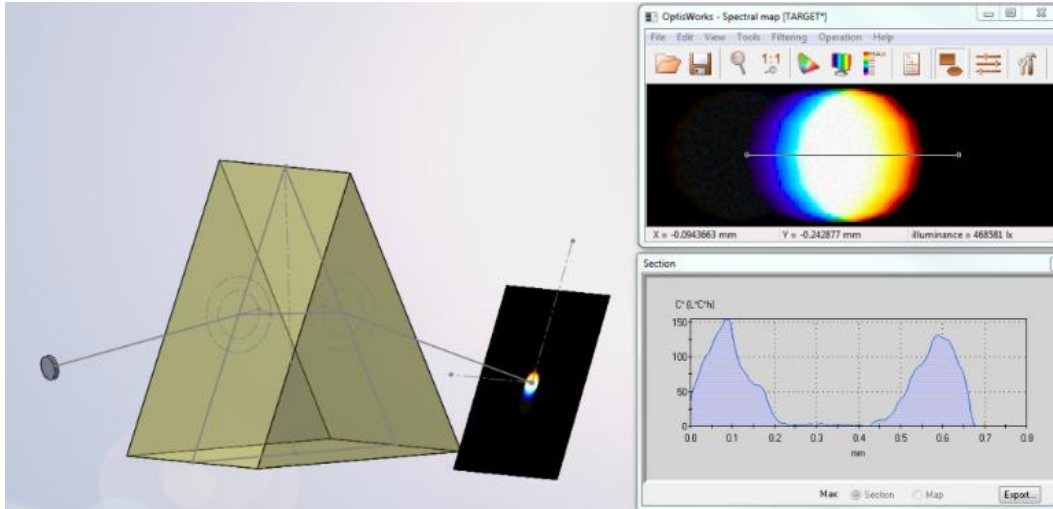 OptisWorks - Spectral map [TARGET*]
File Edit View Tools Filtering Operation Help
1:1
MAX
X = -0.0943663 mm Y = -0.242877 mm illuminance = 468581 lx
Section
C* (L*C*h)
150
100
50
0
0.0 0.1 0.2 0.3 0.4 0.5 0.6 0.7 0.8
mm
Max: Section Map Export...